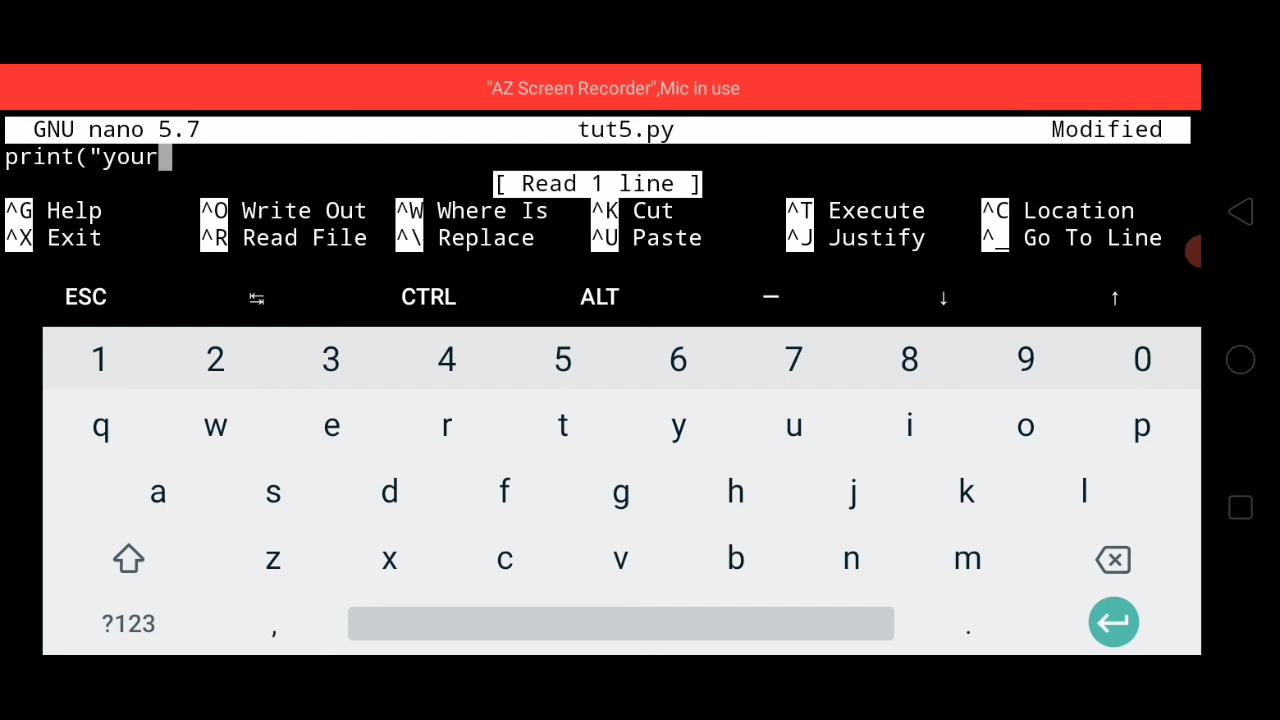 "AZ Screen Recorder",Mic in use
GNU nano 5.7 tut5.py Modified
print("your
[ Read 1 line ]
^G Help ^O Write Out ^W Where Is ^K Cut ^T Execute ^C Location
^X Exit ^R Read File ^\ Replace ^U Paste ^J Justify ^_ Go To Line
ESC ↹ CTRL ALT — ↓ ↑
1 2 3 4 5 6 7 8 9 0
q w e r t y u i o p
a s d f g h j k l
z x c v b n m
?123 , .